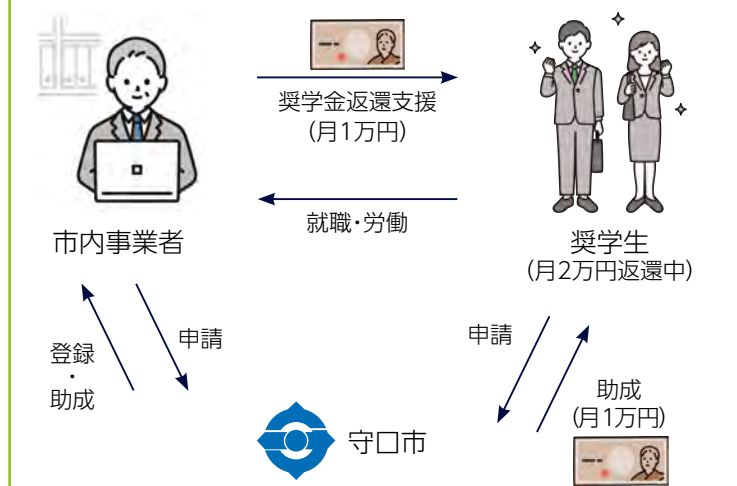 奨学金返還支援
(月1万円)
就職・労働
市内事業者
奨学生
(月2万円返還中)
登録
・
助成
申請
申請
助成
(月1万円)
守口市